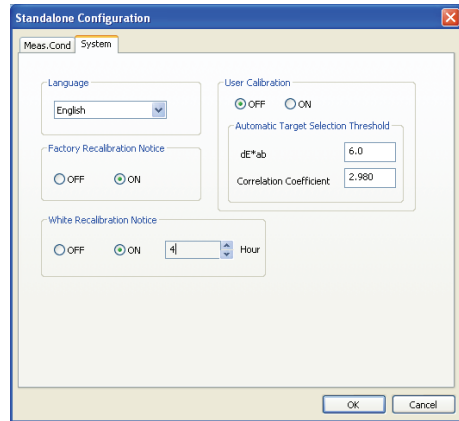 Standalone Configuration
Meas.Cond System
Language
English
Factory Recalibration Notice
OFF ON
White Recalibration Notice
OFF ON 4 Hour
User Calibration
OFF ON
Automatic Target Selection Threshold
dE*ab 6.0
Correlation Coefficient 2.980
OK Cancel